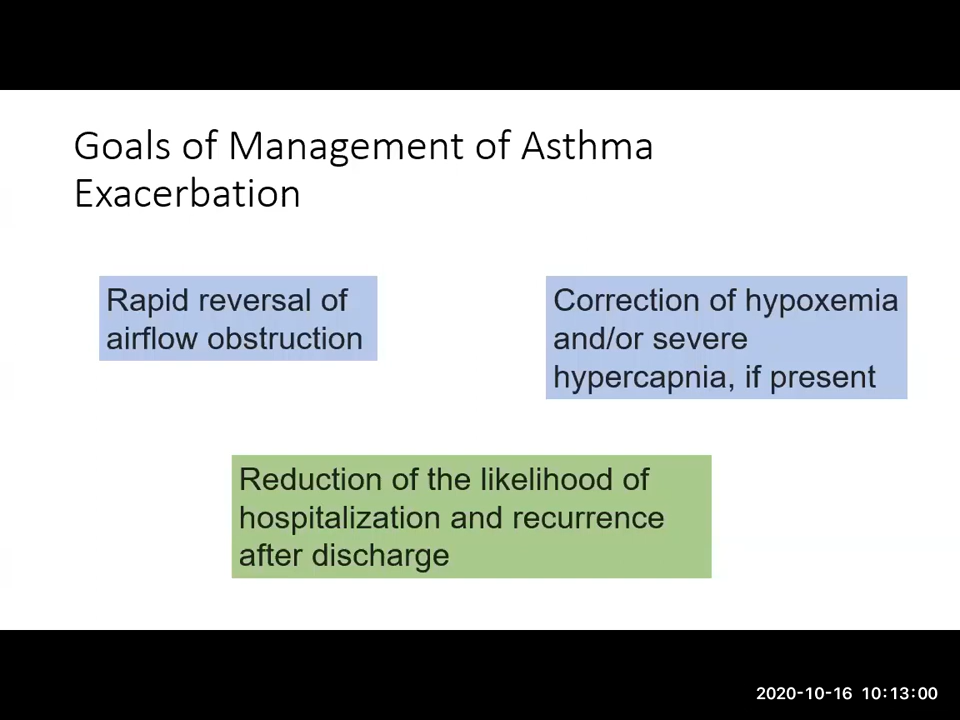 Goals of Management of Asthma
Exacerbation
Rapid reversal of
airflow obstruction
Correction of hypoxemia
and/or severe
hypercapnia, if present
Reduction of the likelihood of
hospitalization and recurrence
after discharge
2020-10-16 10:13:00